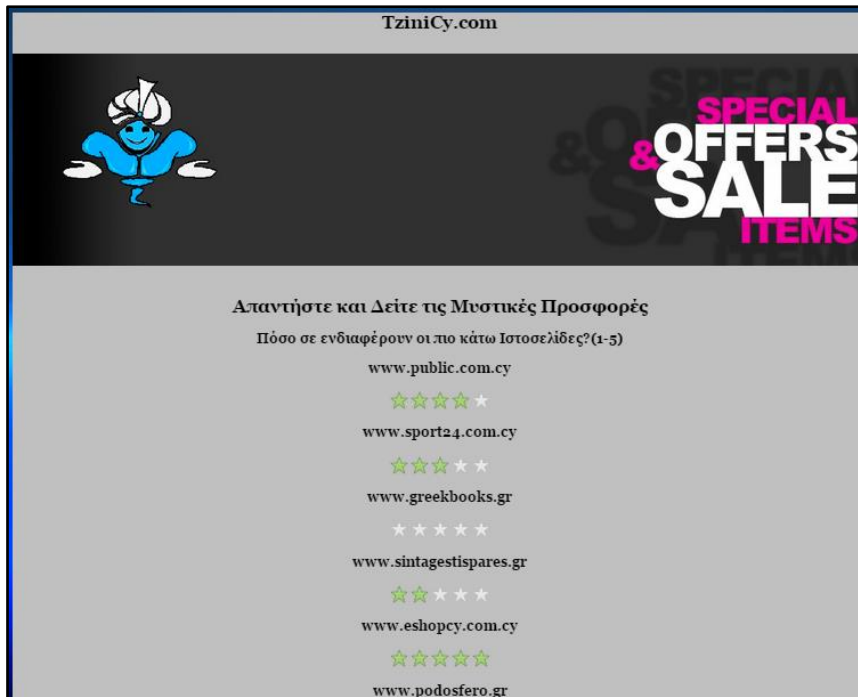 TziniCy.com
SPECIAL
& OFFERS
SALE
ITEMS
Απαντήστε και Δείτε τις Μυστικές Προσφορές
Πόσο σε ενδιαφέρουν οι πιο κάτω Ιστοσελίδες?(1-5)
www.public.com.cy
www.sport24.com.cy
www.greekbooks.gr
www.sintagestispares.gr
www.eshopcy.com.cy
www.podosfero.gr